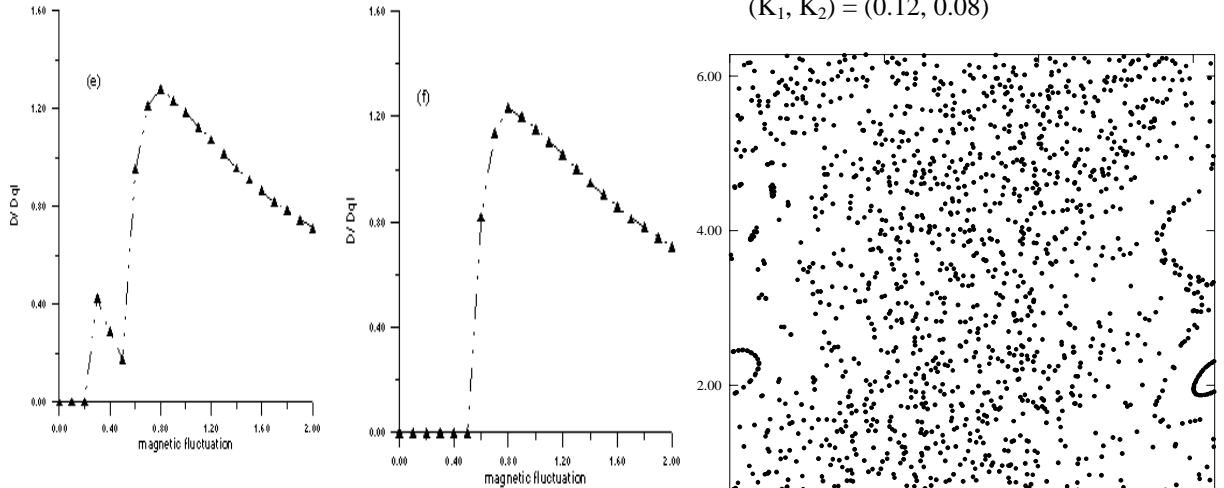 (K₁, K₂) = (0.12, 0.08)
1.60
(e)
1.20
0.80
0.40
0.00
D/ Dql
0.00 0.40 0.80 1.20 1.60 2.00
magnetic fluctuation
1.60
(f)
1.20
0.80
0.40
0.00
D/ Dql
0.00 0.40 0.80 1.20 1.60 2.00
magnetic fluctuation
6.00
4.00
2.00